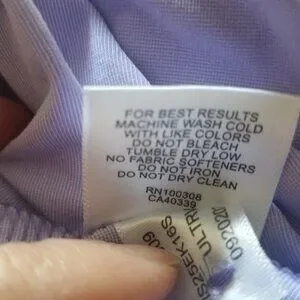 FOR BEST RESULTS
MACHINE WASH COLD
WITH LIKE COLORS
DO NOT BLEACH
TUMBLE DRY LOW
NO FABRIC SOFTENERS
DO NOT IRON
DO NOT DRY CLEAN
RN100308
CA40339